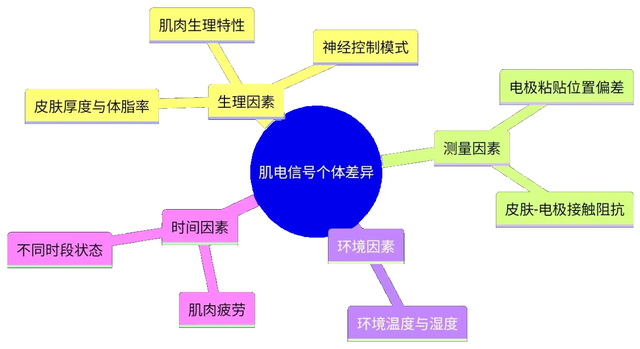 肌肉生理特性
神经控制模式
皮肤厚度与体脂率
生理因素
电极粘贴位置偏差
测量因素
肌电信号个体差异
皮肤-电极接触阻抗
时间因素
不同时段状态
环境因素
肌肉疲劳
环境温度与湿度